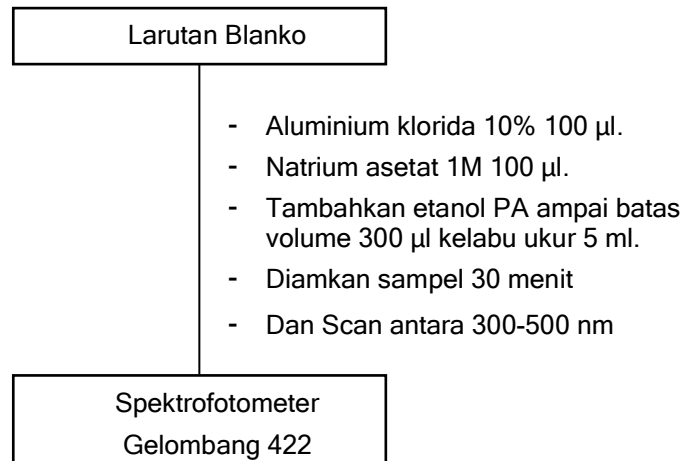 Larutan Blanko
- Aluminium klorida 10% 100 µl.
- Natrium asetat 1M 100 µl.
- Tambahkan etanol PA ampai batas
volume 300 µl kelabu ukur 5 ml.
- Diamkan sampel 30 menit
- Dan Scan antara 300-500 nm
Spektrofotometer
Gelombang 422